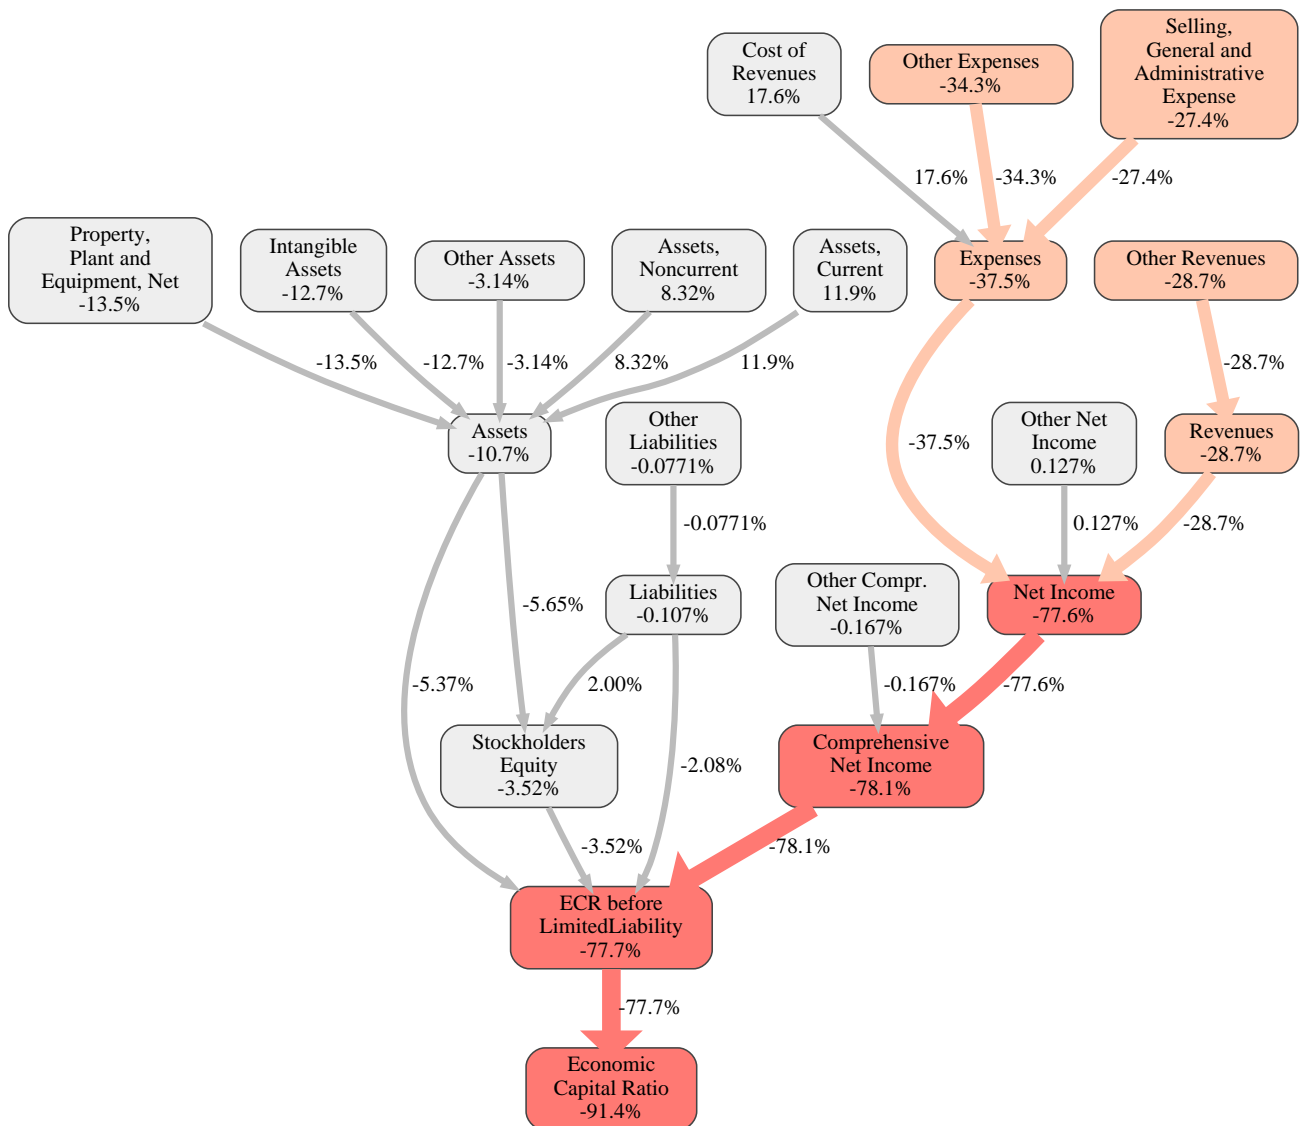 Cost of
Revenues
17.6%
Other Expenses
-34.3%
Selling,
General and
Administrative
Expense
-27.4%
17.6%
-34.3%
-27.4%
Property,
Plant and
Equipment, Net
-13.5%
Intangible
Assets
-12.7%
Other Assets
-3.14%
Assets,
Noncurrent
8.32%
Assets,
Current
11.9%
Expenses
-37.5%
Other Revenues
-28.7%
-13.5%
-12.7%
-3.14%
8.32%
11.9%
-28.7%
Assets
-10.7%
Other
Liabilities
-0.0771%
-37.5%
Other Net
Income
0.127%
Revenues
-28.7%
-0.0771%
0.127%
-28.7%
-5.65%
Liabilities
-0.107%
Other Compr.
Net Income
-0.167%
Net Income
-77.6%
-5.37%
2.00%
-0.167%
-77.6%
Stockholders
Equity
-3.52%
-2.08%
Comprehensive
Net Income
-78.1%
-3.52%
-78.1%
ECR before
LimitedLiability
-77.7%
-77.7%
Economic
Capital Ratio
-91.4%